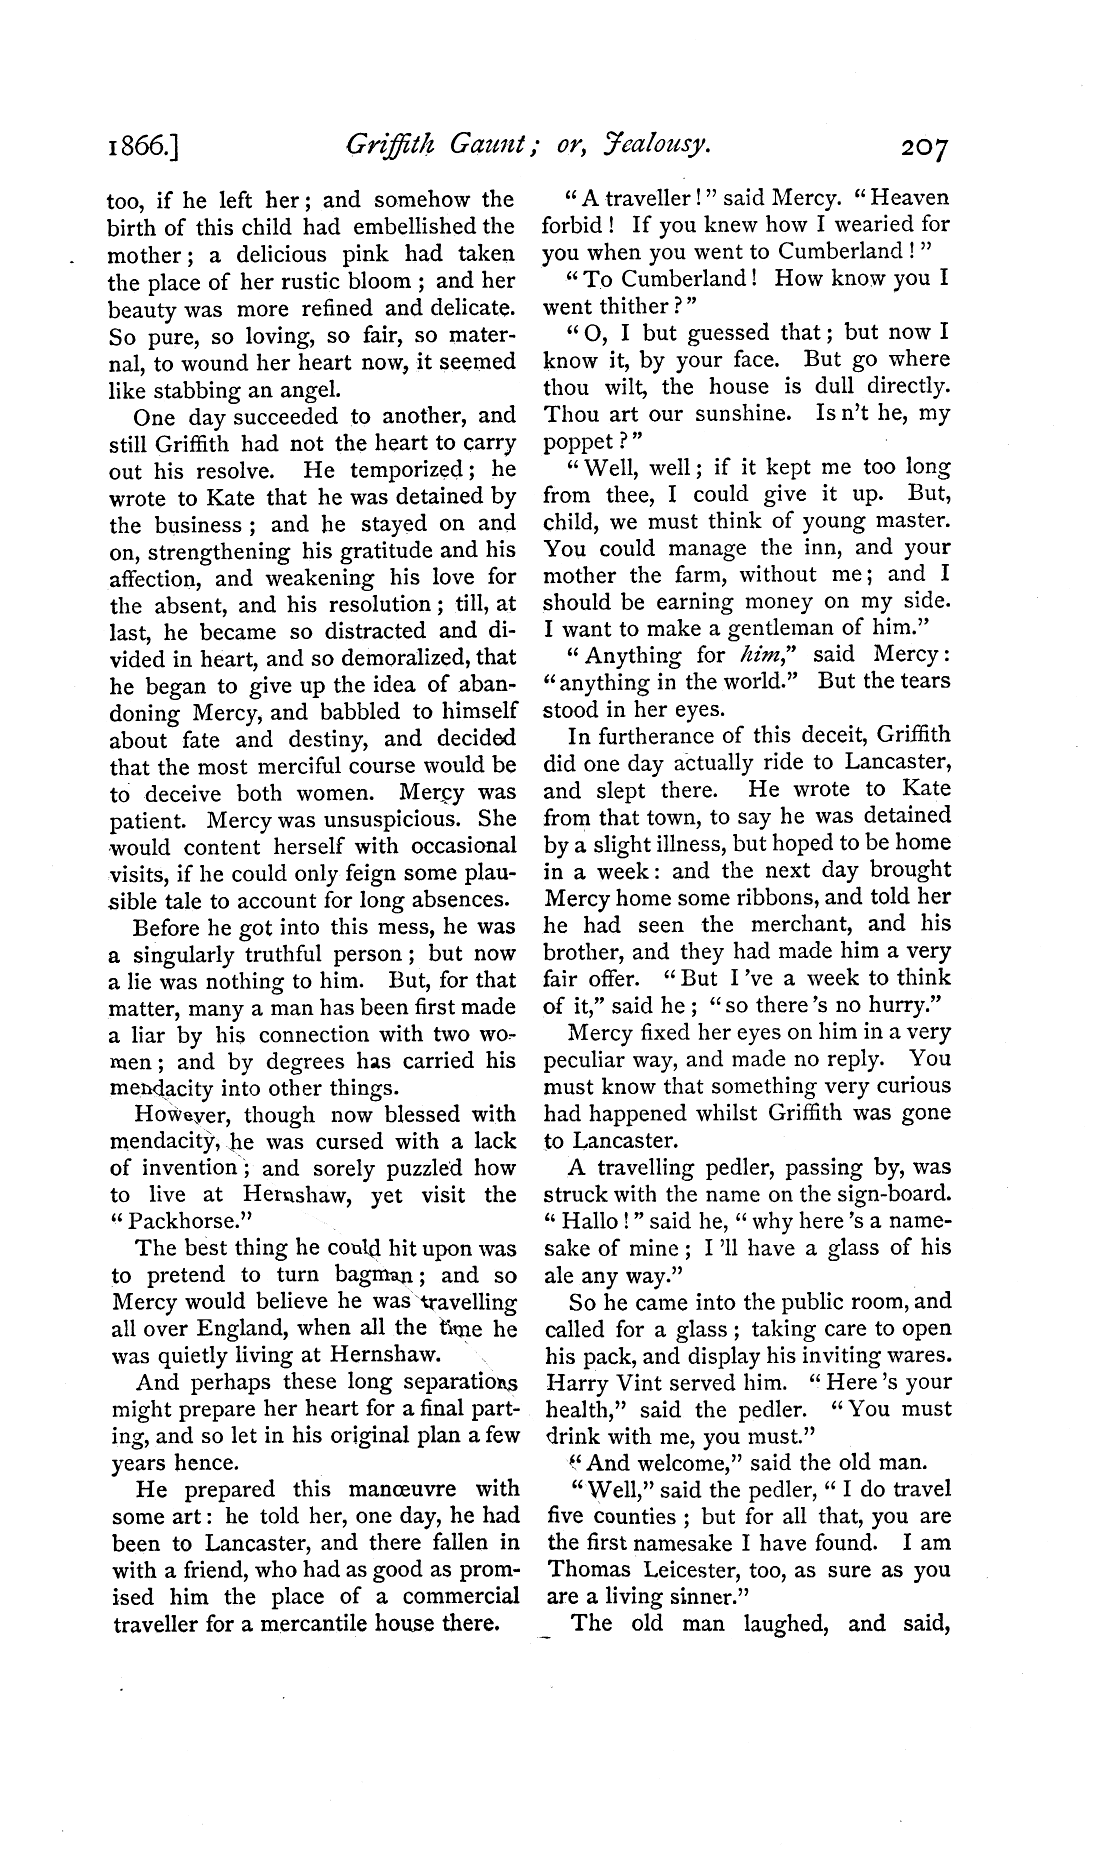 1866.] Griffith Gaunt; or, Jealousy. 207
too, if he left her; and somehow the
birth of this child had embellished the
mother; a delicious pink had taken
the place of her rustic bloom; and her
beauty was more refined and delicate.
So pure, so loving, so fair, so mater-
nal, to wound her heart now, it seemed
like stabbing an angel.
One day succeeded to another, and
still Griffith had not the heart to carry
out his resolve. He temporized; he
wrote to Kate that he was detained by
the business; and he stayed on and
on, strengthening his gratitude and his
affection, and weakening his love for
the absent, and his resolution; till, at
last, he became so distracted and di-
vided in heart, and so demoralized, that
he began to give up the idea of aban-
doning Mercy, and babbled to himself
about fate and destiny, and decided
that the most merciful course would be
to deceive both women. Mercy was
patient. Mercy was unsuspicious. She
would content herself with occasional
visits, if he could only feign some plau-
sible tale to account for long absences.
Before he got into this mess, he was
a singularly truthful person; but now
a lie was nothing to him. But, for that
matter, many a man has been first made
a liar by his connection with two wo-
men; and by degrees has carried his
mendacity into other things.
However, though now blessed with
mendacity, he was cursed with a lack
of invention; and sorely puzzled how
to live at Hernshaw, yet visit the
"Packhorse."
The best thing he could hit upon was
to pretend to turn bagman; and so
Mercy would believe he was travelling
all over England, when all the time he
was quietly living at Hernshaw.
And perhaps these long separations
might prepare her heart for a final part-
ing, and so let in his original plan a few
years hence.
He prepared this manœuvre with
some art: he told her, one day, he had
been to Lancaster, and there fallen in
with a friend, who had as good as prom-
ised him the place of a commercial
traveller for a mercantile house there.
"A traveller!" said Mercy. "Heaven
forbid! If you knew how I wearied for
you when you went to Cumberland!"
"To Cumberland! How know you I
went thither?"
"O, I but guessed that; but now I
know it, by your face. But go where
thou wilt, the house is dull directly.
Thou art our sunshine. Is n't he, my
poppet?"
"Well, well; if it kept me too long
from thee, I could give it up. But,
child, we must think of young master.
You could manage the inn, and your
mother the farm, without me; and I
should be earning money on my side.
I want to make a gentleman of him."
"Anything for him," said Mercy:
"anything in the world." But the tears
stood in her eyes.
In furtherance of this deceit, Griffith
did one day actually ride to Lancaster,
and slept there. He wrote to Kate
from that town, to say he was detained
by a slight illness, but hoped to be home
in a week: and the next day brought
Mercy home some ribbons, and told her
he had seen the merchant, and his
brother, and they had made him a very
fair offer. "But I 've a week to think
of it," said he; "so there 's no hurry."
Mercy fixed her eyes on him in a very
peculiar way, and made no reply. You
must know that something very curious
had happened whilst Griffith was gone
to Lancaster.
A travelling pedler, passing by, was
struck with the name on the sign-board.
"Hallo!" said he, "why here 's a name-
sake of mine; I 'll have a glass of his
ale any way."
So he came into the public room, and
called for a glass; taking care to open
his pack, and display his inviting wares.
Harry Vint served him. "Here 's your
health," said the pedler. "You must
drink with me, you must."
"And welcome," said the old man.
"Well," said the pedler, "I do travel
five counties; but for all that, you are
the first namesake I have found. I am
Thomas Leicester, too, as sure as you
are a living sinner."
The old man laughed, and said,